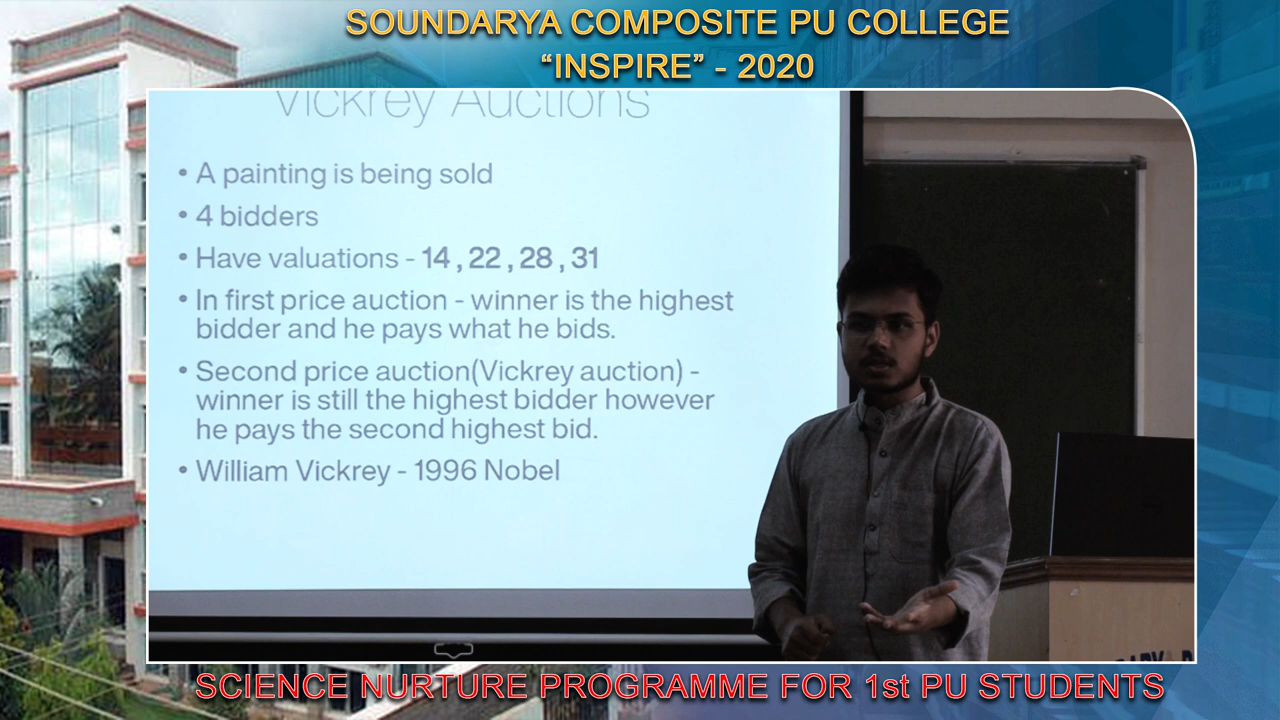 SOUNDARYA COMPOSITE PU COLLEGE
“INSPIRE” - 2020
Vickrey Auctions
• A painting is being sold
• 4 bidders
• Have valuations - 14 , 22 , 28 , 31
• In first price auction - winner is the highest
bidder and he pays what he bids.
• Second price auction(Vickrey auction) -
winner is still the highest bidder however
he pays the second highest bid.
• William Vickrey - 1996 Nobel
SCIENCE NURTURE PROGRAMME FOR 1st PU STUDENTS